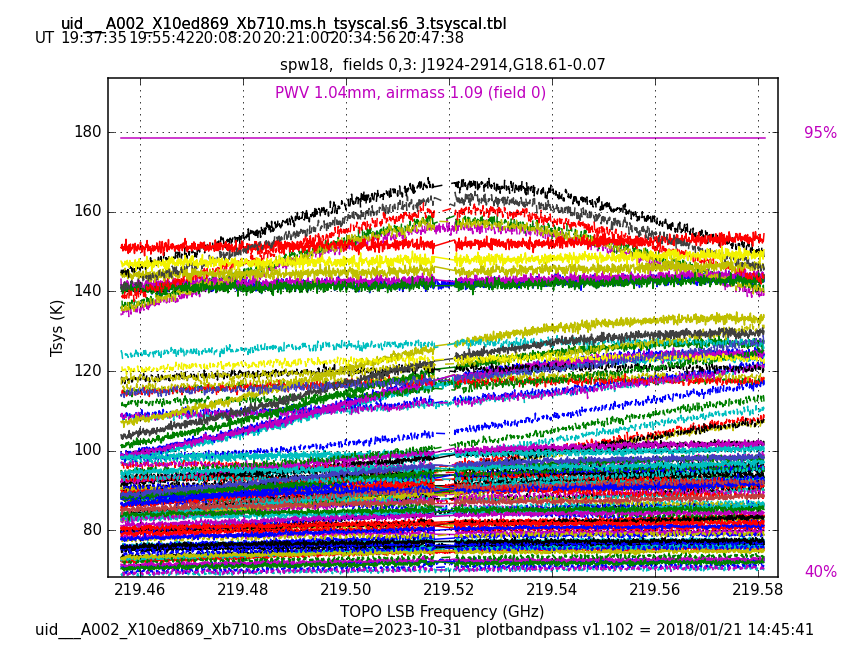 uid___A002_X10ed869_Xb710.ms.h_tsyscal.s6_3.tsyscal.tbl
UT 19:37:35 19:55:42 20:08:20 20:21:00 20:34:56 20:47:38
spw18, fields 0,3: J1924-2914,G18.61-0.07
PWV 1.04mm, airmass 1.09 (field 0)
95%
180
160
140
120
100
80
Tsys (K)
40%
219.46 219.48 219.50 219.52 219.54 219.56 219.58
TOPO LSB Frequency (GHz)
uid___A002_X10ed869_Xb710.ms ObsDate=2023-10-31 plotbandpass v1.102 = 2018/01/21 14:45:41